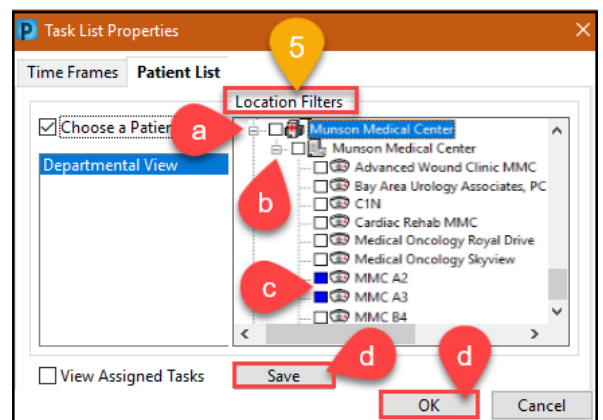 Task List Properties
5
Time Frames Patient List
Location Filters
Choose a Patie
a
Munson Medical Center
Munson Medical Center
Departmental View
Advanced Wound Clinic MMC
b
Bay Area Urology Associates, PC
C1N
Cardiac Rehab MMC
Medical Oncology Royal Drive
Medical Oncology Skyview
c
MMC A2
MMC A3
MMC B4
d
d
View Assigned Tasks
Save
OK
Cancel